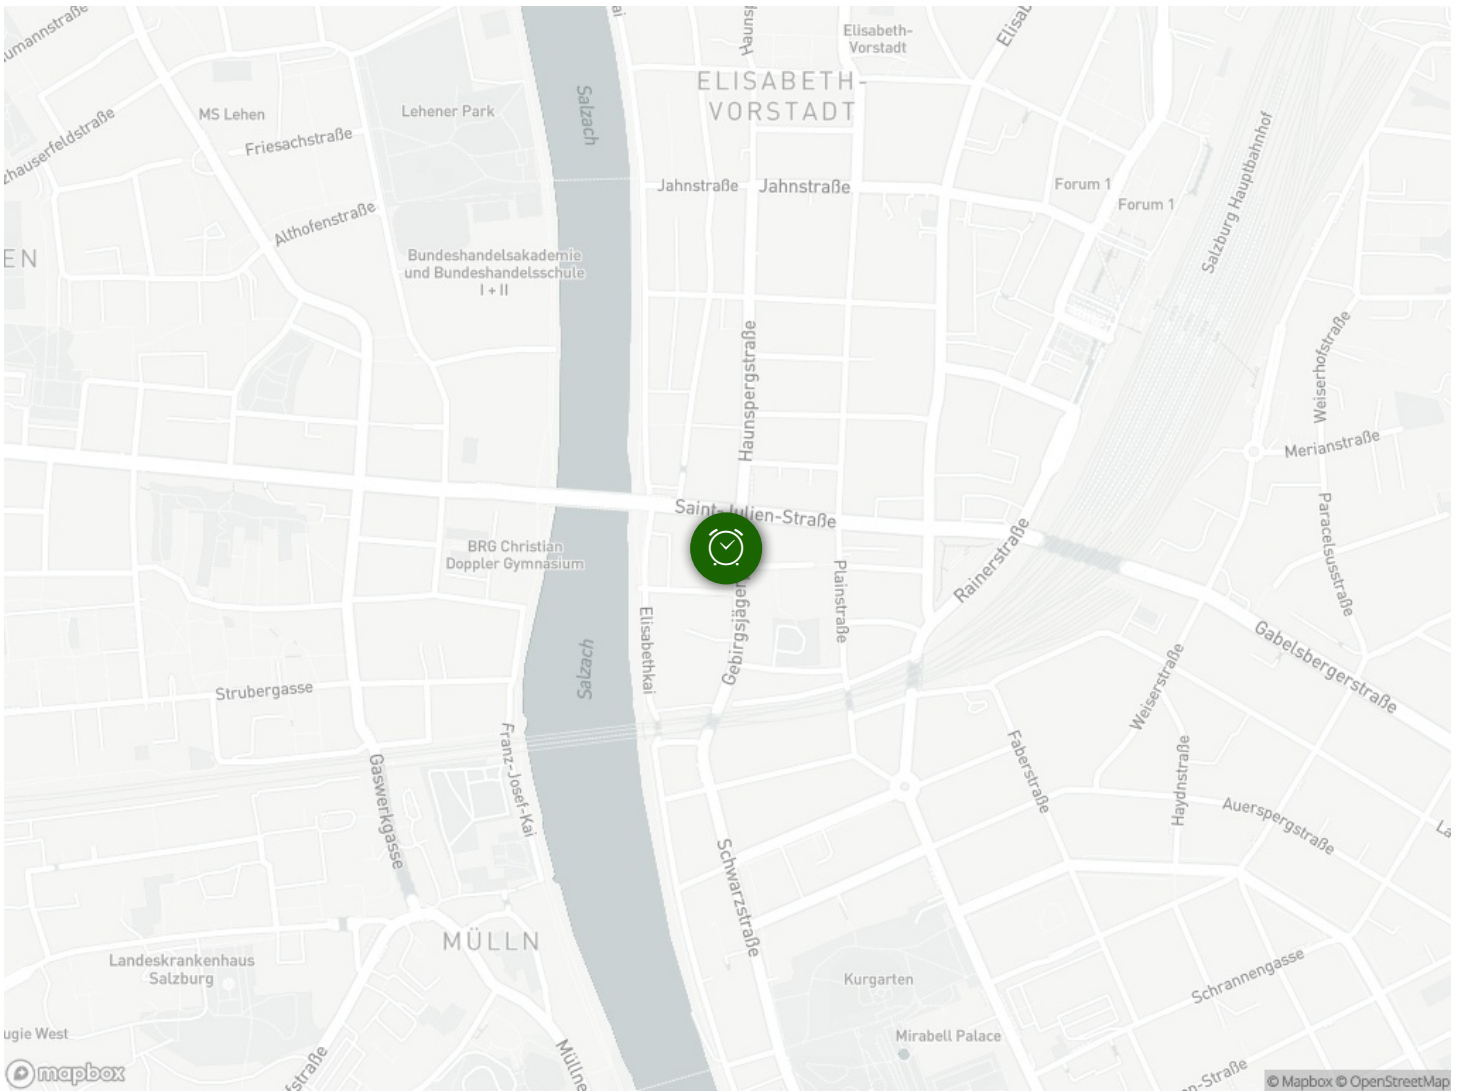 Elisabeth-
Vorstadt
ELISABETH-
VORSTADT
MS Lehen
Lehener Park
Friesachstraße
Salzach
Jahnstraße
Jahnstraße
Forum 1
Forum 1
Salzburg Hauptbahnhof
Althofenstraße
Bundeshandelsakademie
und Bundeshandelsschule
I + II
Haunspergstraße
Weiserhofstraße
Merianstraße
Saint-Julien-Straße
Paracelsusstraße
BRG Christian
Doppler Gymnasium
Plainstraße
Rainerstraße
Elisabethkai
Salzach
Gabelsbergerstraße
Weiserstraße
Strubergasse
Franz-Josef-Kai
Gaswerkgasse
Faberstraße
Haydnstraße
Auerspergstraße
Schwarzstraße
MÜLLN
Landeskrankenhaus
Salzburg
Kurgarten
Schrannengasse
Mirabell Palace
mapbox
© Mapbox © OpenStreetMap